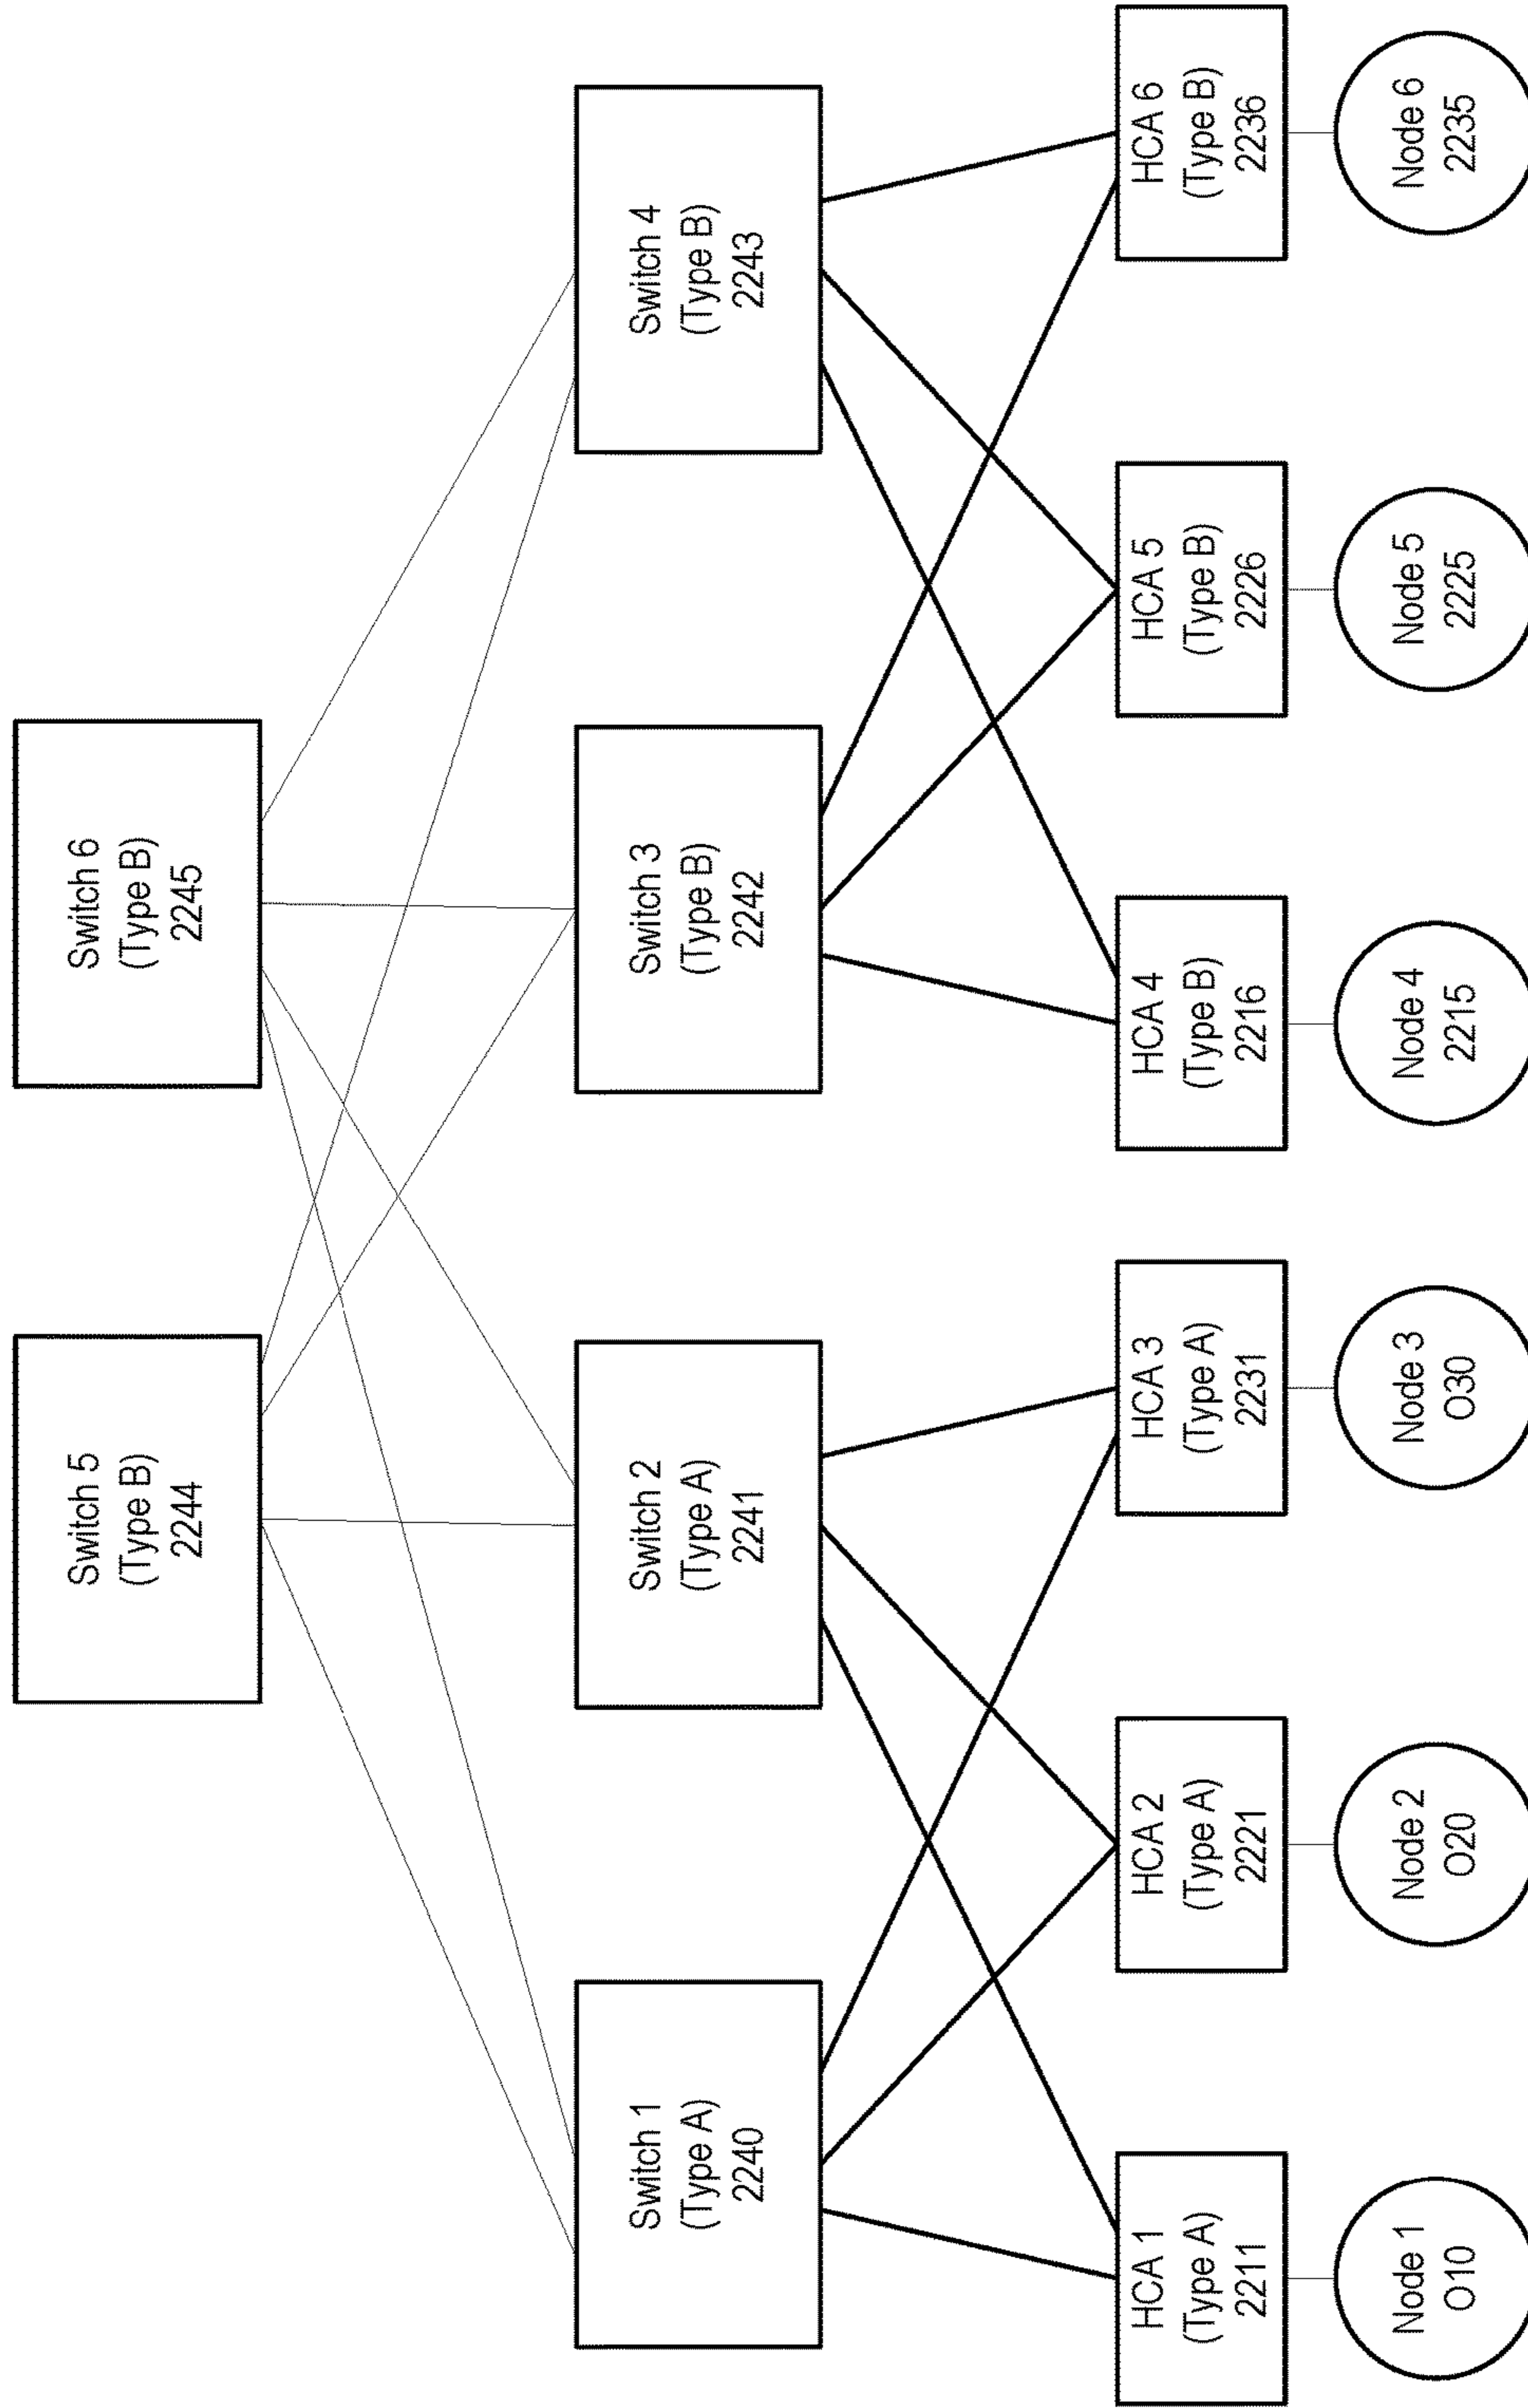 Switch 5
(Type B)
2244
Switch 6
(Type B)
2245
Switch 1
(Type A)
2240
Switch 2
(Type A)
2241
Switch 3
(Type B)
2242
Switch 4
(Type B)
2243
HCA 1
(Type A)
2211
HCA 2
(Type A)
2221
HCA 3
(Type A)
2231
HCA 4
(Type B)
2216
HCA 5
(Type B)
2226
HCA 6
(Type B)
2236
Node 1
O10
Node 2
O20
Node 3
O30
Node 4
2215
Node 5
2225
Node 6
2235